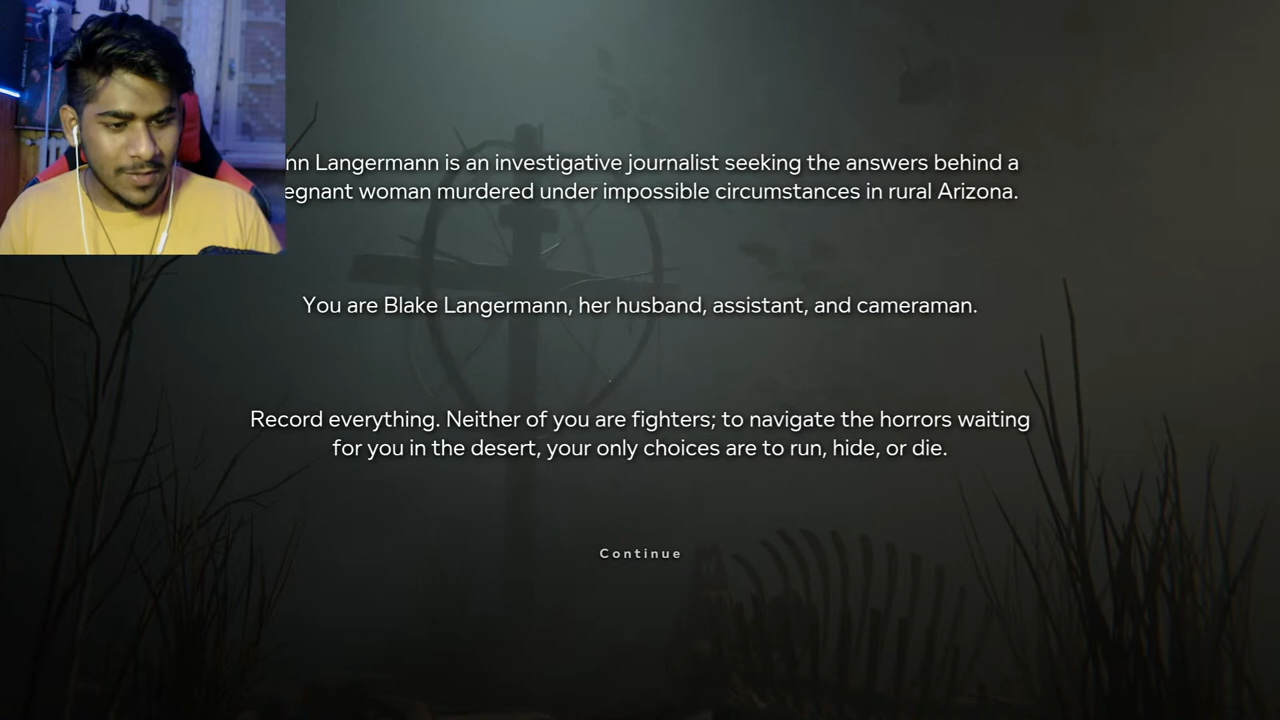 Langermann is an investigative journalist seeking the answers behind a
woman murdered under impossible circumstances in rural Arizona.
You are Blake Langermann, her husband, assistant, and cameraman.
Record everything. Neither of you are fighters; to navigate the horrors waiting
for you in the desert, your only choices are to run, hide, or die.
Continue